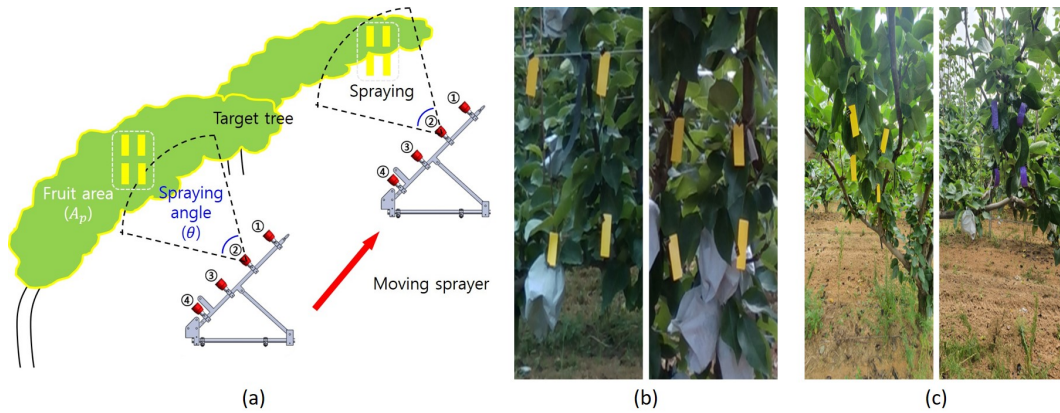 Spraying
①
②
③
④
Target tree
Fruit area
(A_p)
Spraying
angle
(θ)
①
②
③
④
Moving sprayer
(a)
(b)
(c)